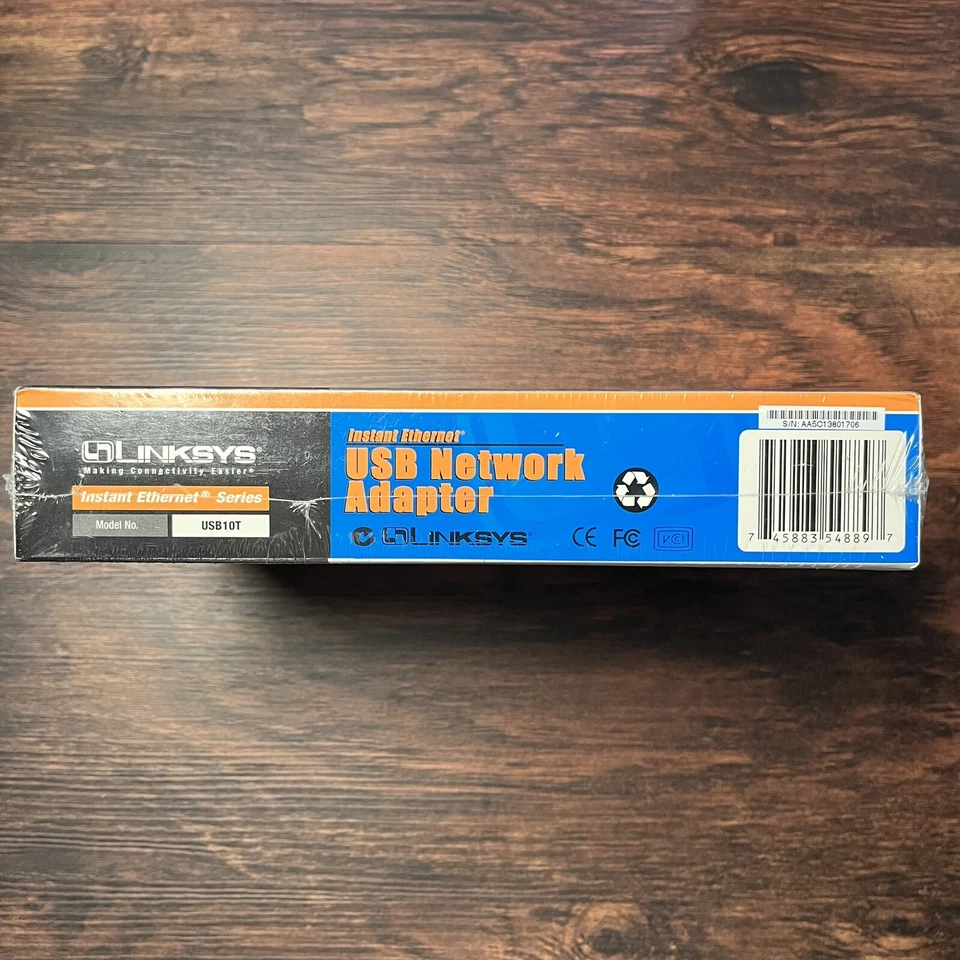 LINKSYS
Making Connectivity Easier®
Instant Ethernet® Series
Model No. USB10T
Instant Ethernet®
USB Network
Adapter
LINKSYS CE FC VCI
S/N: AA5C13801706
7 45883 54889 7